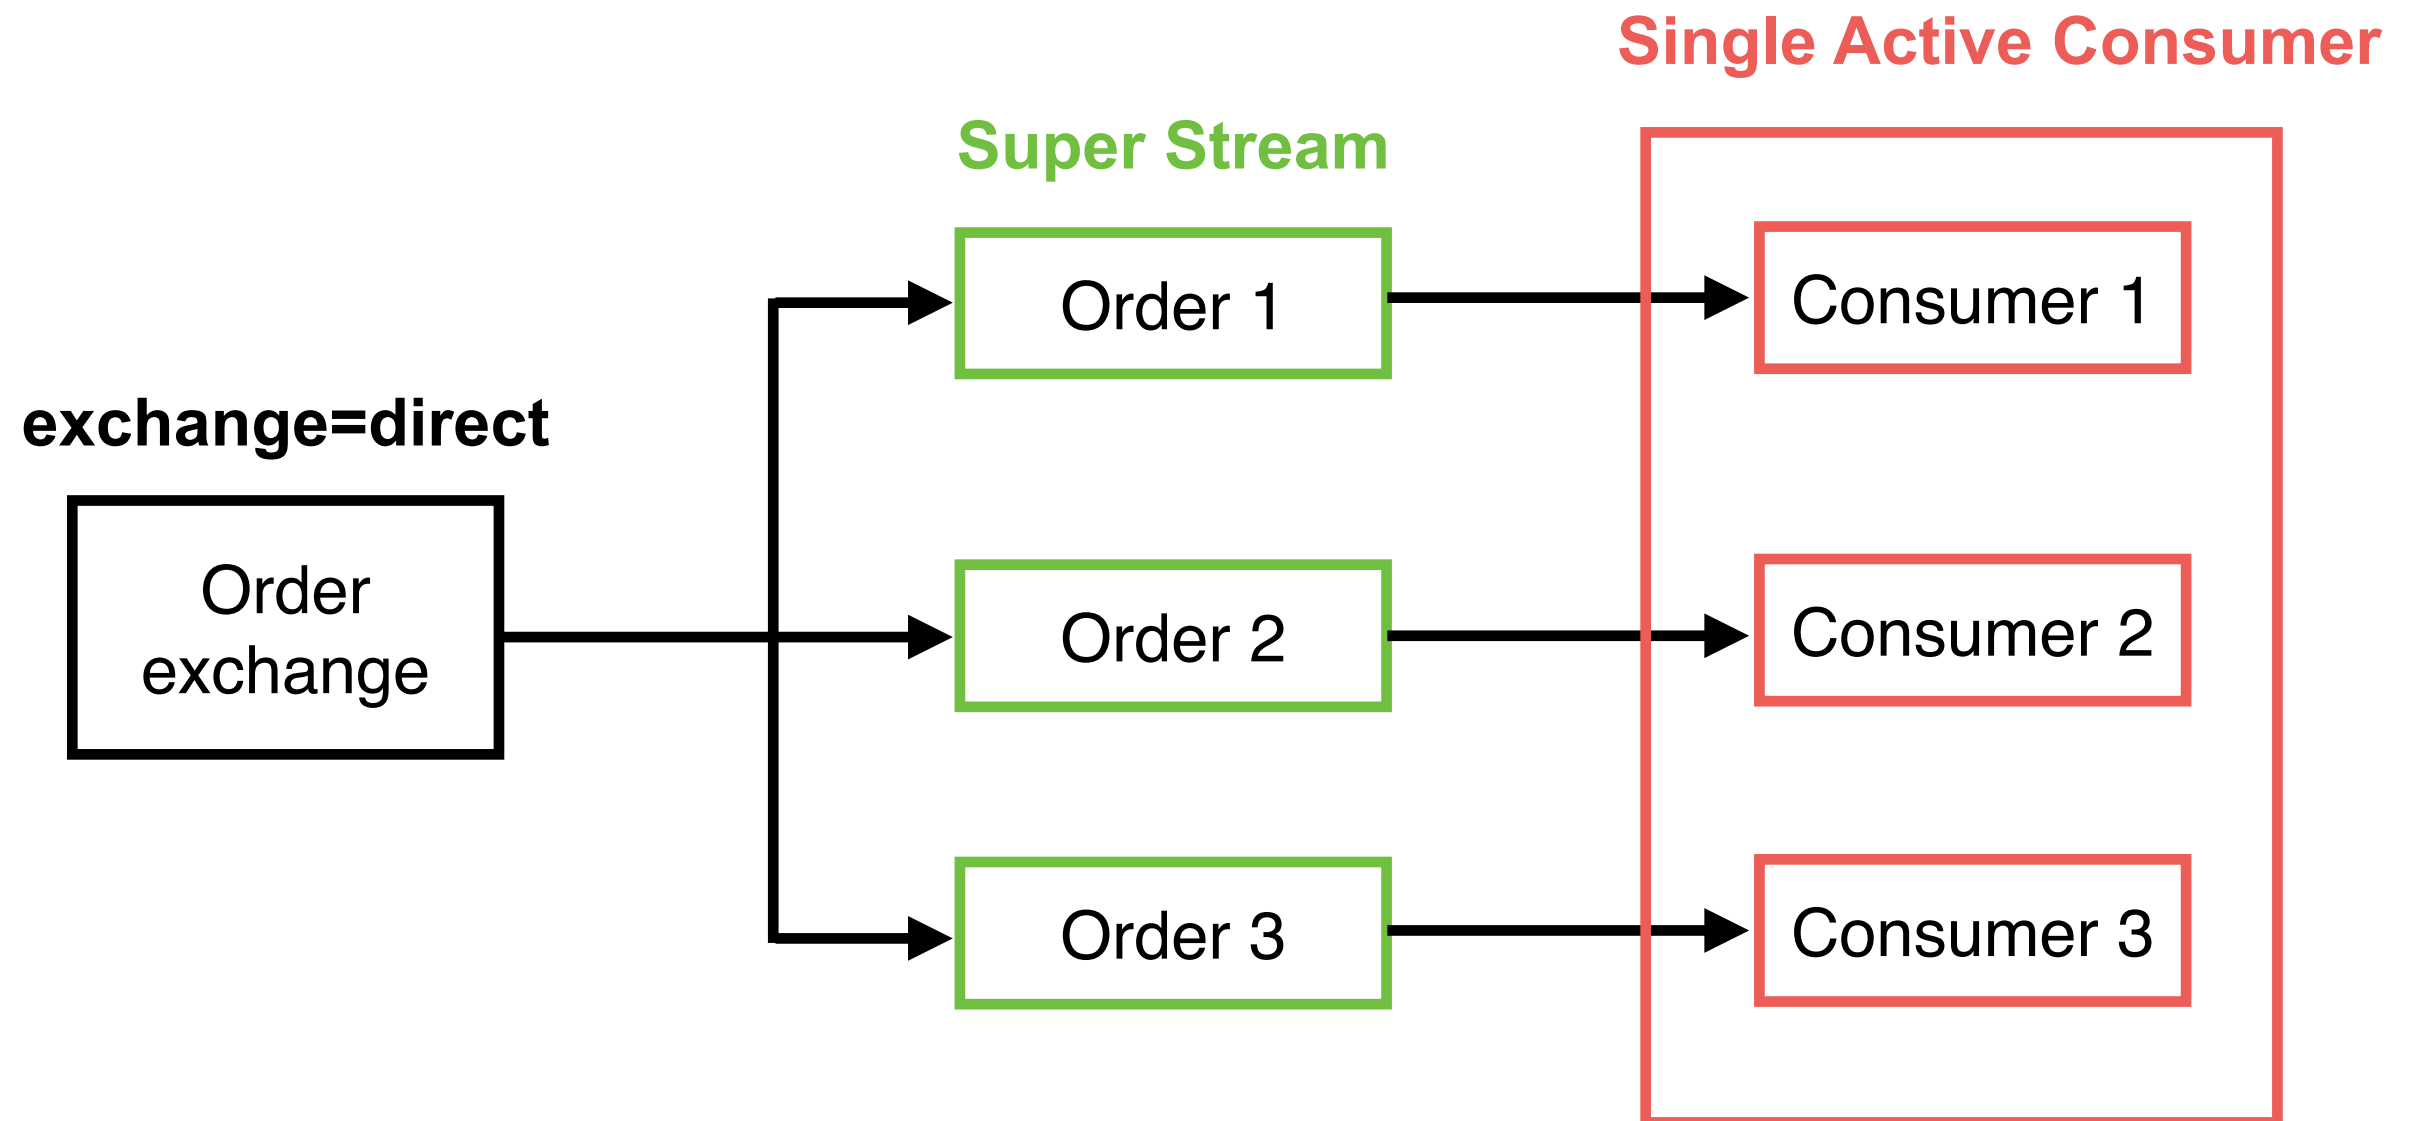 Single Active Consumer
Super Stream
Order 1
Consumer 1
exchange=direct
Order
exchange
Order 2
Consumer 2
Order 3
Consumer 3